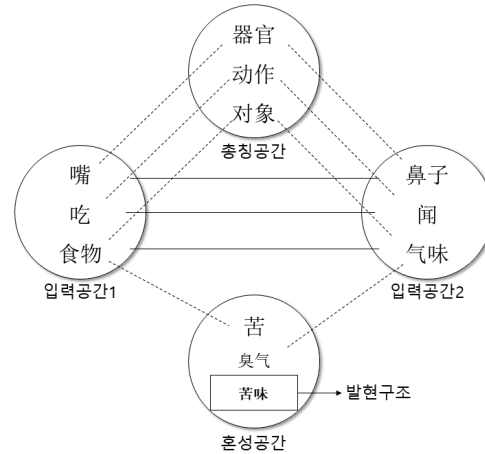 器官
动作
对象
총칭공간
嘴
吃
食物
입력공간1
鼻子
闻
气味
입력공간2
苦
臭气
苦味
발현구조
혼성공간